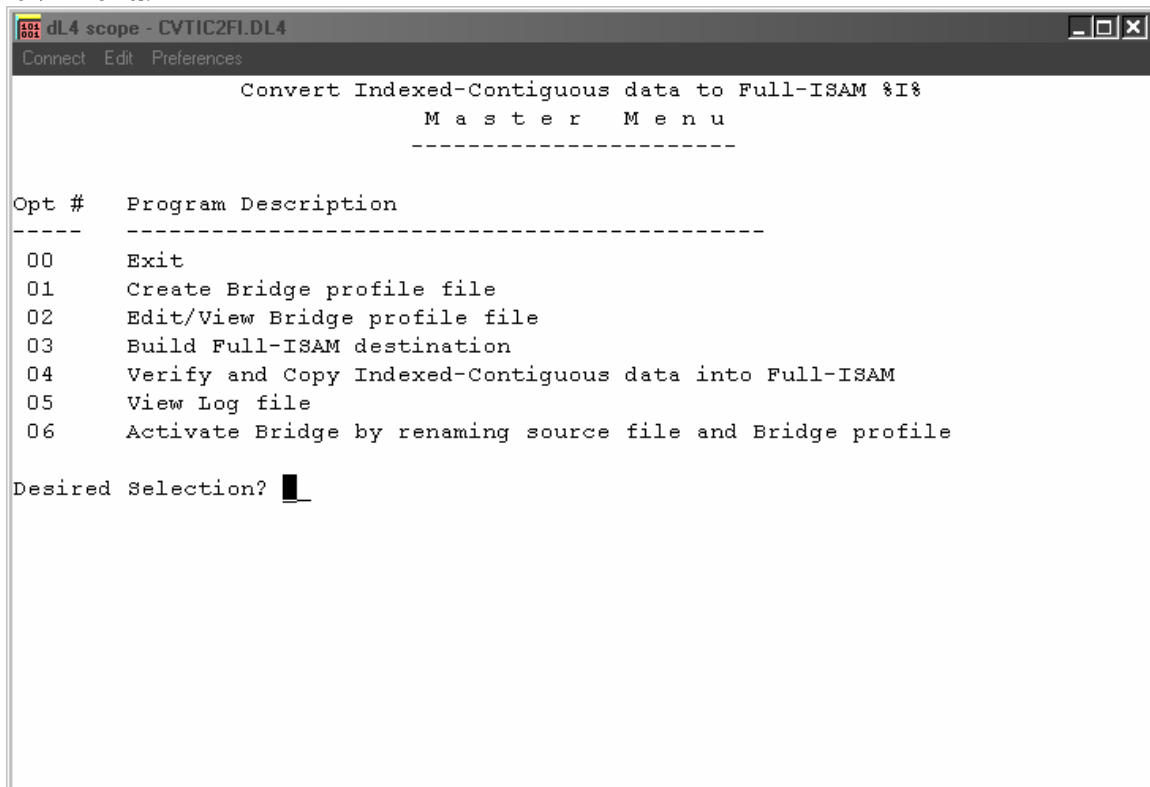 dL4 scope - CVTIC2FI.DL4
Connect Edit Preferences
Convert Indexed-Contiguous data to Full-ISAM %I%
M a s t e r   M e n u
-----------------------
Opt #   Program Description
-----   ---------------------------------------------
00   Exit
01   Create Bridge profile file
02   Edit/View Bridge profile file
03   Build Full-ISAM destination
04   Verify and Copy Indexed-Contiguous data into Full-ISAM
05   View Log file
06   Activate Bridge by renaming source file and Bridge profile
Desired Selection?